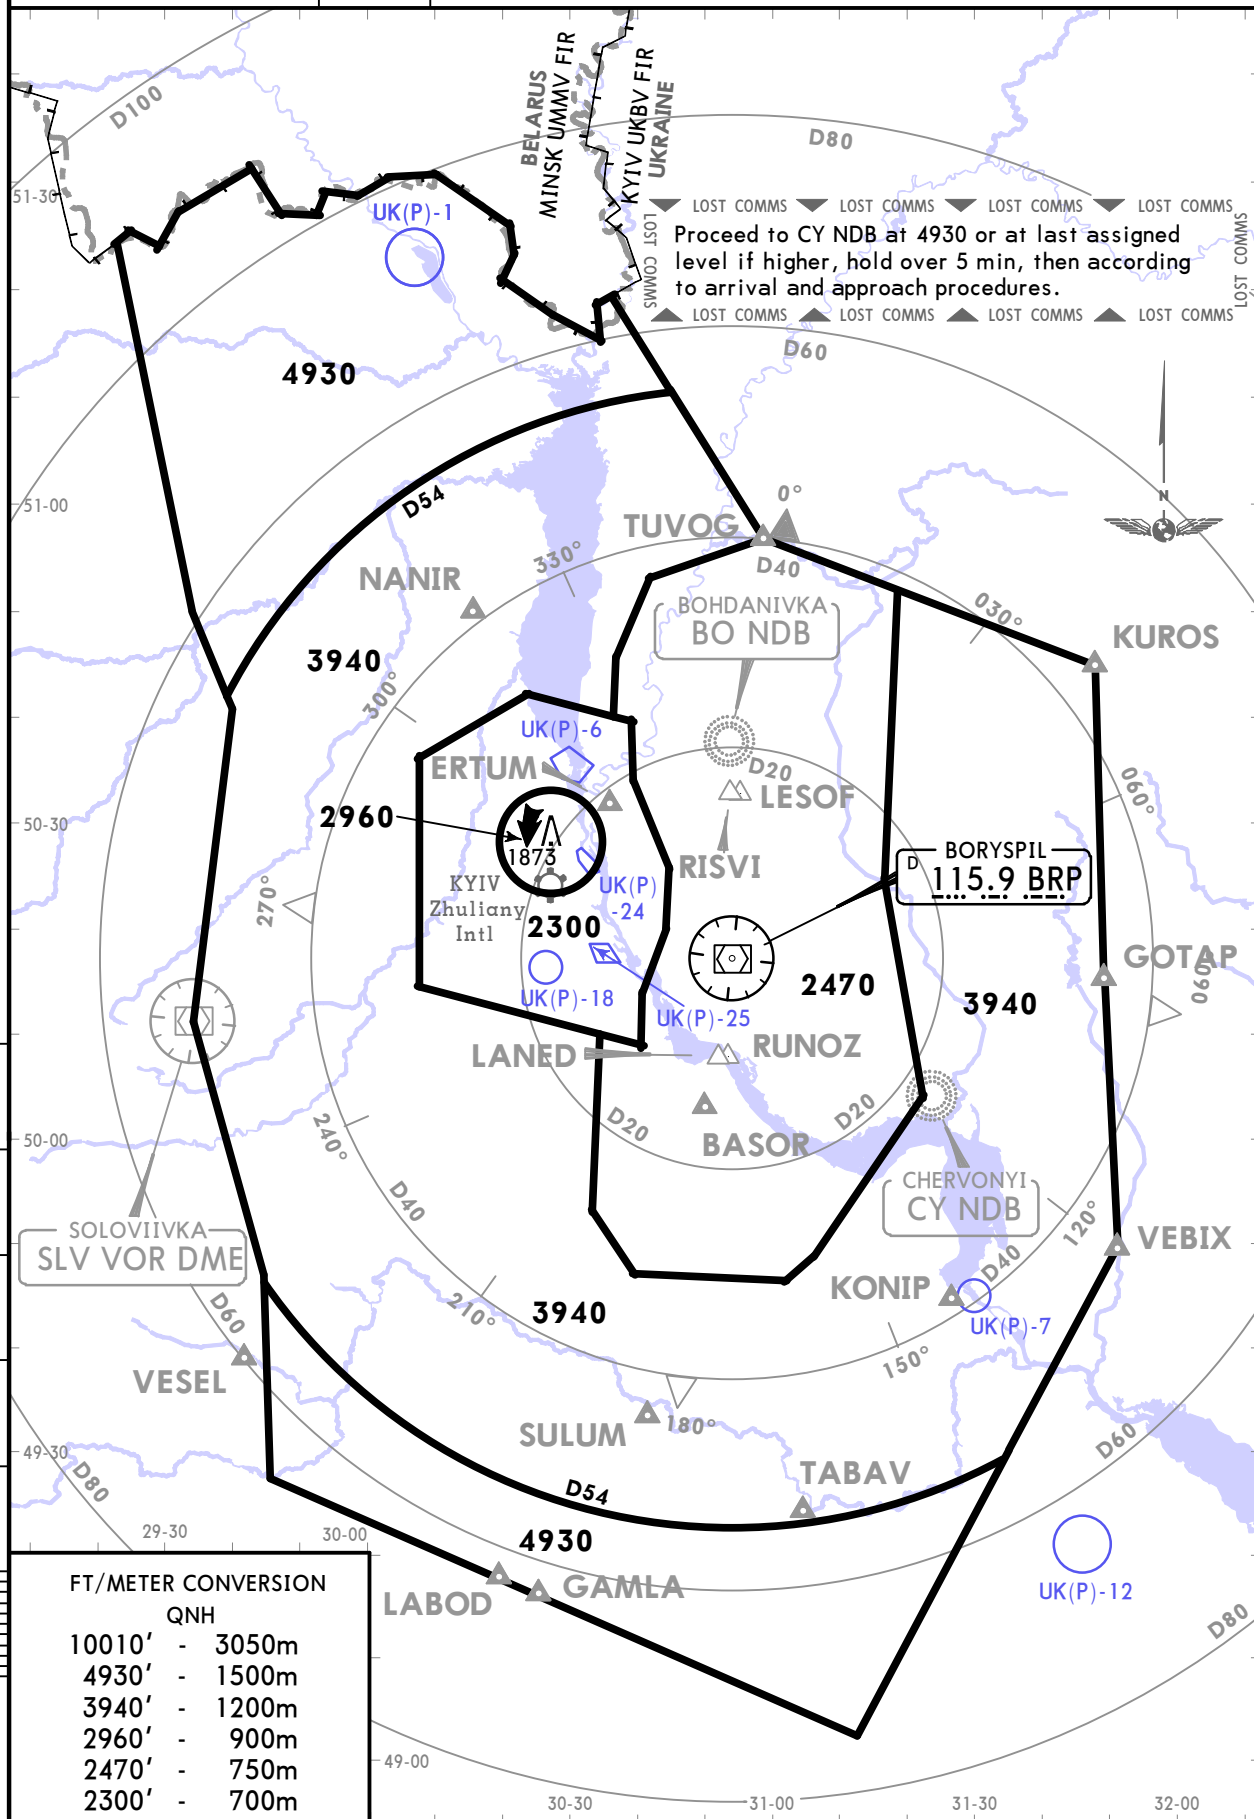 D100
BELARUS
MINSK UMMV FIR
KYIV UKBV FIR
UKRAINE
D80
51-30
UK(P)-1
LOST COMMS LOST COMMS LOST COMMS LOST COMMS
LOST COMMS
Proceed to CY NDB at 4930 or at last assigned
level if higher, hold over 5 min, then according
to arrival and approach procedures.
LOST COMMS
LOST COMMS LOST COMMS LOST COMMS LOST COMMS
D60
4930
51-00
D54
0°
N
TUVOG
330°
D40
NANIR
BOHDANIVKA
BO NDB
030°
KUROS
3940
300°
UK(P)-6
ERTUM
D20
LESOF
060°
50-30
2960
1873
RISVI
BORYSPIL
D
115.9 BRP
KYIV
Zhuliany
Intl
UK(P)
-24
270°
2300
GOTAP
090°
UK(P)-18
2470
3940
UK(P)-25
LANED
RUNOZ
50-00
240°
D20
D20
BASOR
CHERVONYI
CY NDB
D40
120°
SOLOVIIVKA
SLV VOR DME
VEBIX
D40
KONIP
D60
210°
3940
UK(P)-7
150°
VESEL
SULUM
180°
D60
49-30
D80
TABAV
D54
29-30
30-00
4930
LABOD
GAMLA
UK(P)-12
D80
FT/METER CONVERSION
QNH
10010' - 3050m
4930' - 1500m
3940' - 1200m
2960' - 900m
2470' - 750m
2300' - 700m
49-00
30-30
31-00
31-30
32-00